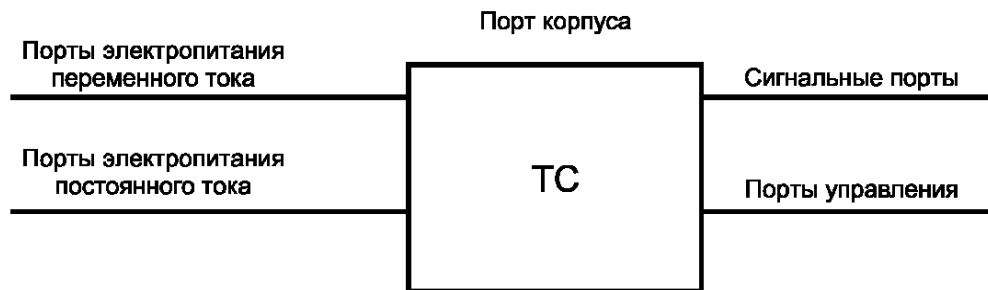 Порт корпуса
Порты электропитания
переменного тока
Сигнальные порты
Порты электропитания
постоянного тока
ТС
Порты управления